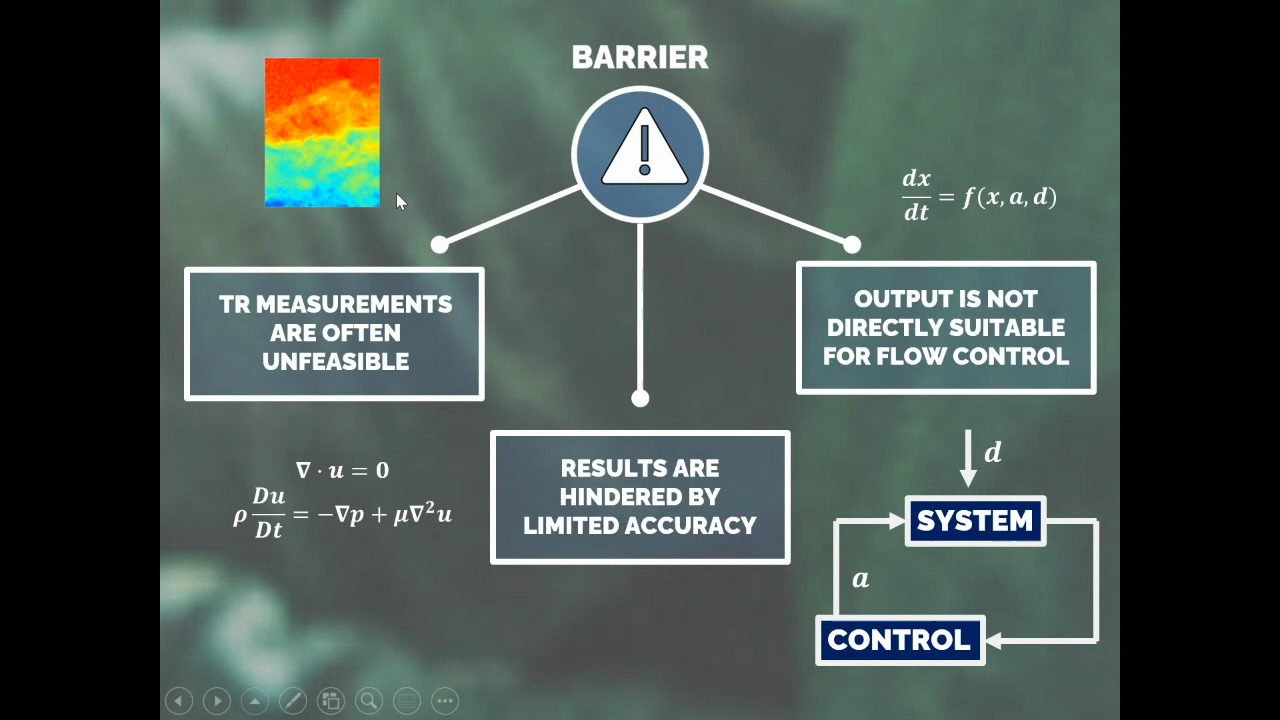 BARRIER
!
dx/dt = f(x, a, d)
TR MEASUREMENTS
ARE OFTEN
UNFEASIBLE
OUTPUT IS NOT
DIRECTLY SUITABLE
FOR FLOW CONTROL
∇ · u = 0
ρ Du/Dt = −∇p + μ∇²u
RESULTS ARE
HINDERED BY
LIMITED ACCURACY
d
SYSTEM
a
CONTROL